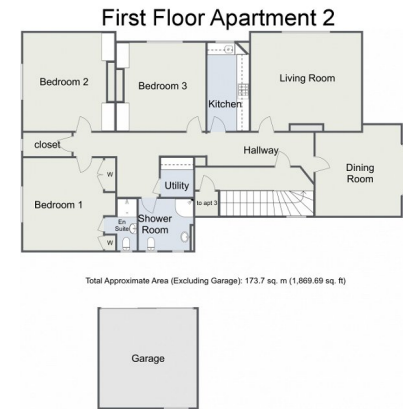 First Floor Apartment 2
Bedroom 2
Bedroom 3
Kitchen
Living Room
closet
Hallway
Dining
Room
W
Utility
Bedroom 1
to apt 3
En
Suite
Shower
Room
W
Total Approximate Area (Excluding Garage): 173.7 sq. m (1,869.69 sq. ft)
Garage